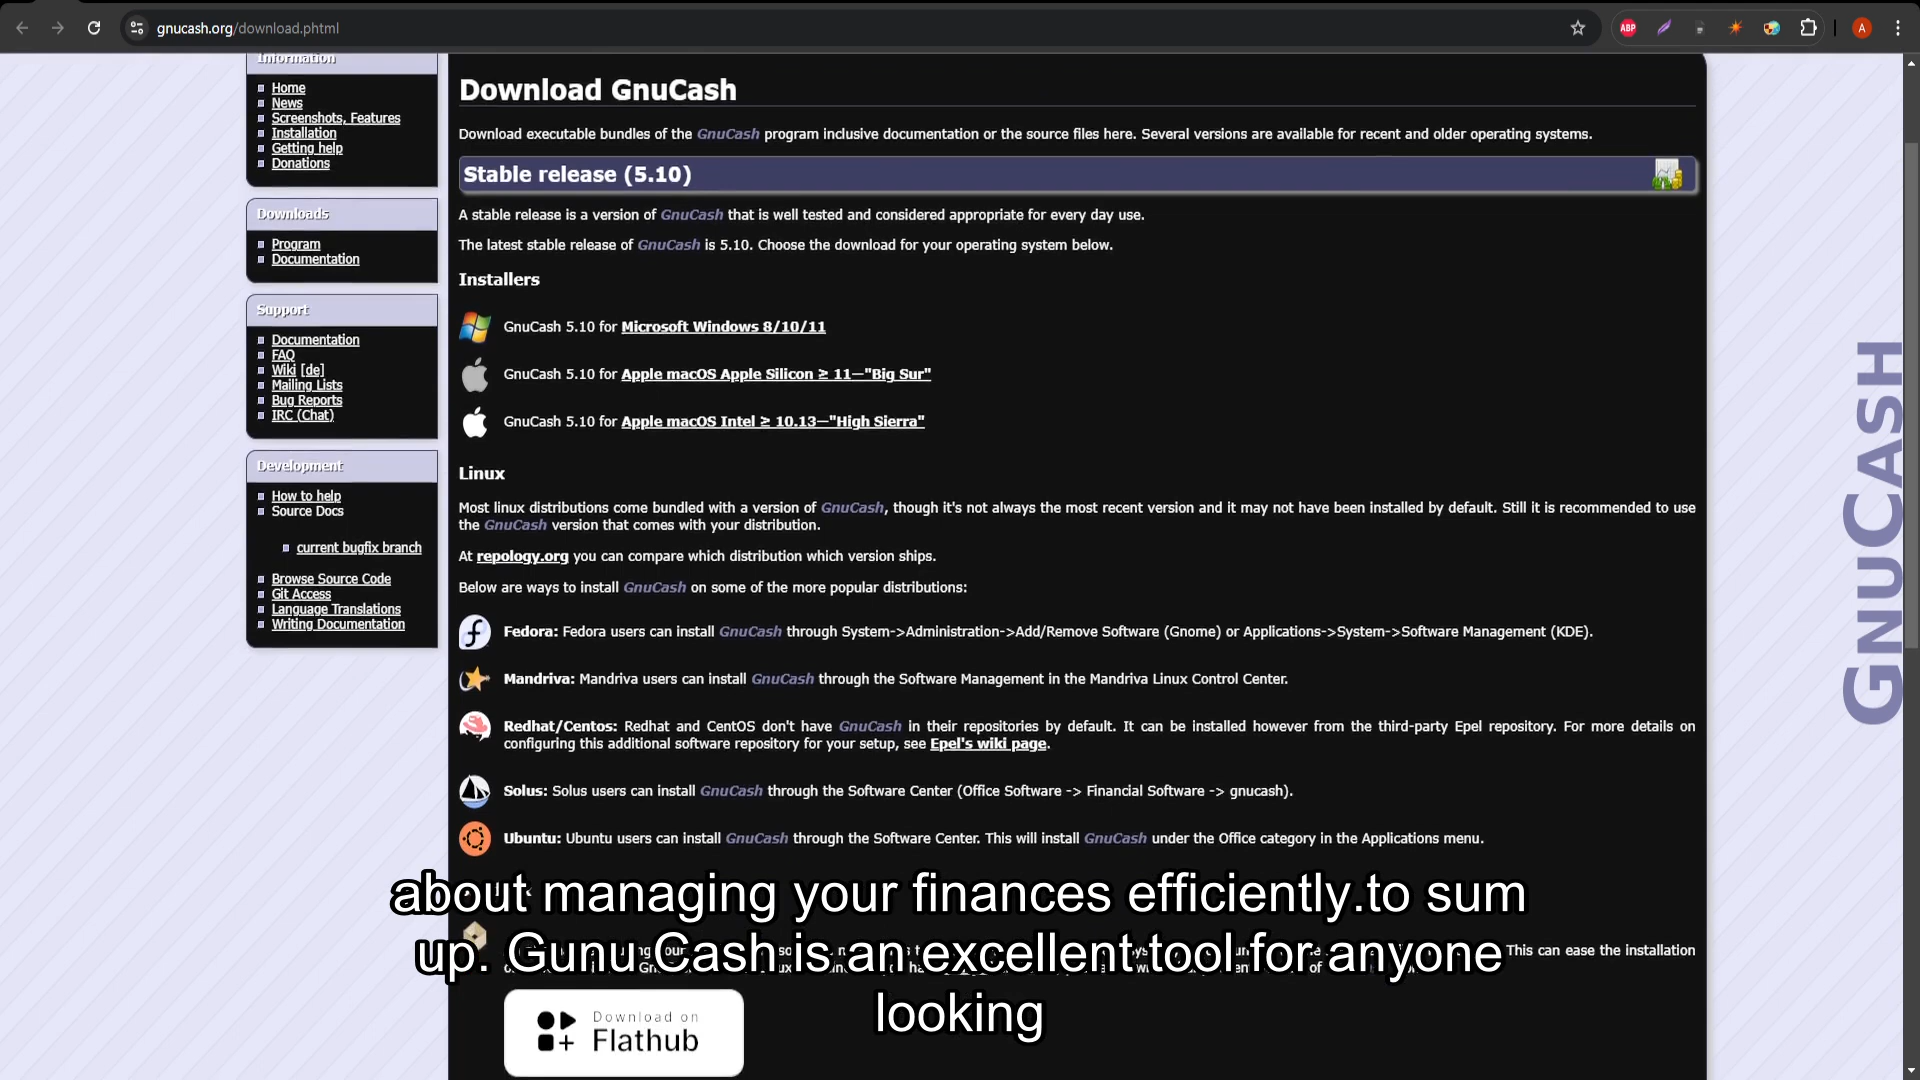 gnucash.org/download.phtml
ABP
A
Information
Home
News
Screenshots, Features
Installation
Getting help
Donations
Downloads
Program
Documentation
Support
Documentation
FAQ
Wiki [de]
Mailing Lists
Bug Reports
IRC (Chat)
Development
How to help
Source Docs
current bugfix branch
Browse Source Code
Git Access
Language Translations
Writing Documentation
Download GnuCash
Download executable bundles of the GnuCash program inclusive documentation or the source files here. Several versions are available for recent and older operating systems.
Stable release (5.10)
A stable release is a version of GnuCash that is well tested and considered appropriate for every day use.
The latest stable release of GnuCash is 5.10. Choose the download for your operating system below.
Installers
GnuCash 5.10 for Microsoft Windows 8/10/11
GnuCash 5.10 for Apple macOS Apple Silicon ≥ 11—"Big Sur"
GnuCash 5.10 for Apple macOS Intel ≥ 10.13—"High Sierra"
Linux
Most linux distributions come bundled with a version of GnuCash, though it's not always the most recent version and it may not have been installed by default. Still it is recommended to use
the GnuCash version that comes with your distribution.
At repology.org you can compare which distribution which version ships.
Below are ways to install GnuCash on some of the more popular distributions:
Fedora: Fedora users can install GnuCash through System->Administration->Add/Remove Software (Gnome) or Applications->System->Software Management (KDE).
Mandriva: Mandriva users can install GnuCash through the Software Management in the Mandriva Linux Control Center.
Redhat/Centos: Redhat and CentOS don't have GnuCash in their repositories by default. It can be installed however from the third-party Epel repository. For more details on
configuring this additional software repository for your setup, see Epel's wiki page.
Solus: Solus users can install GnuCash through the Software Center (Office Software -> Financial Software -> gnucash).
Ubuntu: Ubuntu users can install GnuCash through the Software Center. This will install GnuCash under the Office category in the Applications menu.
This can ease the installation
about managing your finances efficiently.to sum
up. Gunu Cash is an excellent tool for anyone
looking
Download on
Flathub
GNUCASH